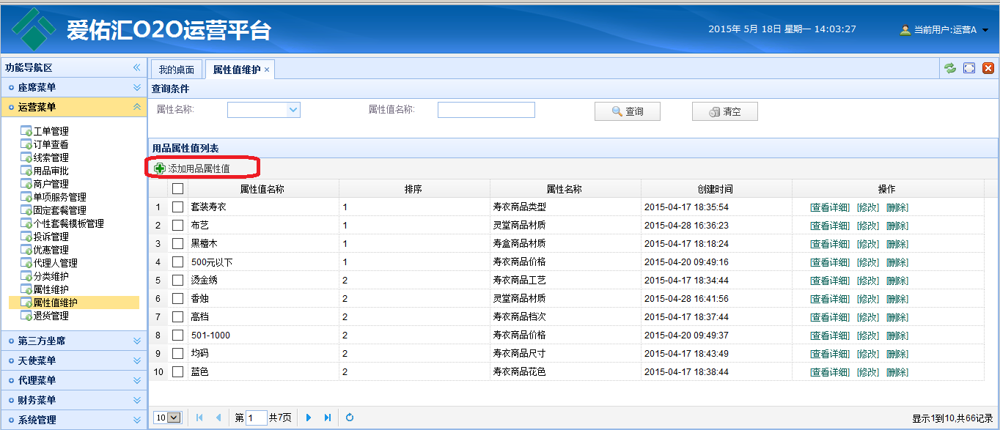 爱佑汇O2O运营平台
2015年 5月 18日 星期一 14:03:27
当前用户:运营A
功能导航区
座席菜单
运营菜单
工单管理
订单查看
线索管理
用品审批
商户管理
单项服务管理
固定套餐管理
个性套餐模板管理
投诉管理
优惠管理
代理人管理
分类维护
属性维护
属性值维护
退货管理
第三方坐席
天使菜单
代理菜单
财务菜单
系统管理
我的桌面 属性值维护 ×
查询条件
属性名称: 属性值名称: 查询 清空
用品属性值列表
添加用品属性值
属性值名称 排序 属性名称 创建时间 操作
1 套装寿衣 1 寿衣商品类型 2015-04-17 18:35:54 [查看详细] [修改] [删除]
2 布艺 1 灵堂商品材质 2015-04-28 16:36:23 [查看详细] [修改] [删除]
3 黑檀木 1 寿盒商品材质 2015-04-17 18:18:24 [查看详细] [修改] [删除]
4 500元以下 1 寿衣商品价格 2015-04-20 09:49:16 [查看详细] [修改] [删除]
5 烫金绣 2 寿衣商品工艺 2015-04-17 18:34:44 [查看详细] [修改] [删除]
6 香烛 2 灵堂商品材质 2015-04-28 16:41:56 [查看详细] [修改] [删除]
7 高档 2 寿衣商品档次 2015-04-17 18:37:44 [查看详细] [修改] [删除]
8 501-1000 2 寿衣商品价格 2015-04-20 09:49:37 [查看详细] [修改] [删除]
9 均码 2 寿衣商品尺寸 2015-04-17 18:43:49 [查看详细] [修改] [删除]
10 蓝色 2 寿衣商品花色 2015-04-17 18:38:44 [查看详细] [修改] [删除]
10 第 1 共7页 显示1到10,共66记录